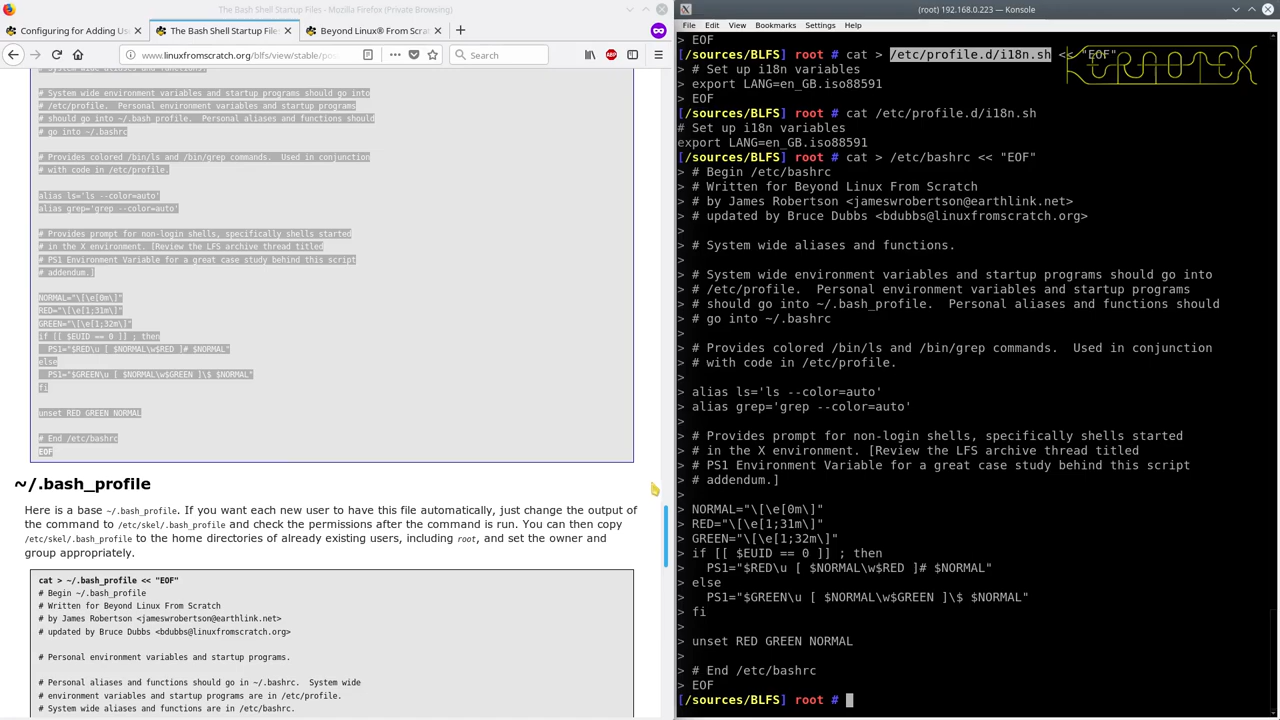 The Bash Shell Startup Files - Mozilla Firefox (Private Browsing)
Configuring for Adding Us
The Bash Shell Startup Files
Beyond Linux® From Scratc
www.linuxfromscratch.org/blfs/view/stable/po
Search
# System wide environment variables and startup programs should go into
# /etc/profile.  Personal environment variables and startup programs
# should go into ~/.bash_profile.  Personal aliases and functions should
# go into ~/.bashrc
# Provides colored /bin/ls and /bin/grep commands.  Used in conjunction
# with code in /etc/profile.
alias ls='ls --color=auto'
alias grep='grep --color=auto'
# Provides prompt for non-login shells, specifically shells started
# in the X environment. [Review the LFS archive thread titled
# PS1 Environment Variable for a great case study behind this script
# addendum.]
NORMAL="\[\e[0m\]"
RED="\[\e[1;31m\]"
GREEN="\[\e[1;32m\]"
if [[ $EUID == 0 ]] ; then
  PS1="$RED\u [ $NORMAL\w$RED ]# $NORMAL"
else
  PS1="$GREEN\u [ $NORMAL\w$GREEN ]\$ $NORMAL"
fi
unset RED GREEN NORMAL
# End /etc/bashrc
EOF
~/.bash_profile
Here is a base ~/.bash_profile. If you want each new user to have this file automatically, just change the output of
the command to /etc/skel/.bash_profile and check the permissions after the command is run. You can then copy
/etc/skel/.bash_profile to the home directories of already existing users, including root, and set the owner and
group appropriately.
cat > ~/.bash_profile << "EOF"
# Begin ~/.bash_profile
# Written for Beyond Linux From Scratch
# by James Robertson <jameswrobertson@earthlink.net>
# updated by Bruce Dubbs <bdubbs@linuxfromscratch.org>
# Personal environment variables and startup programs.
# Personal aliases and functions should go in ~/.bashrc.  System wide
# environment variables and startup programs are in /etc/profile.
# System wide aliases and functions are in /etc/bashrc.
(root) 192.168.0.223 — Konsole
File Edit View Bookmarks Settings Help
> EOF
[/sources/BLFS] root # cat > /etc/profile.d/i18n.sh << "EOF"
> # Set up i18n variables
> export LANG=en_GB.iso88591
> EOF
[/sources/BLFS] root # cat /etc/profile.d/i18n.sh
# Set up i18n variables
export LANG=en_GB.iso88591
[/sources/BLFS] root # cat > /etc/bashrc << "EOF"
> # Begin /etc/bashrc
> # Written for Beyond Linux From Scratch
> # by James Robertson <jameswrobertson@earthlink.net>
> # updated by Bruce Dubbs <bdubbs@linuxfromscratch.org>
>
> # System wide aliases and functions.
>
> # System wide environment variables and startup programs should go into
> # /etc/profile.  Personal environment variables and startup programs
> # should go into ~/.bash_profile.  Personal aliases and functions should
> # go into ~/.bashrc
>
> # Provides colored /bin/ls and /bin/grep commands.  Used in conjunction
> # with code in /etc/profile.
>
> alias ls='ls --color=auto'
> alias grep='grep --color=auto'
>
> # Provides prompt for non-login shells, specifically shells started
> # in the X environment. [Review the LFS archive thread titled
> # PS1 Environment Variable for a great case study behind this script
> # addendum.]
>
> NORMAL="\[\e[0m\]"
> RED="\[\e[1;31m\]"
> GREEN="\[\e[1;32m\]"
> if [[ $EUID == 0 ]] ; then
>   PS1="$RED\u [ $NORMAL\w$RED ]# $NORMAL"
> else
>   PS1="$GREEN\u [ $NORMAL\w$GREEN ]\$ $NORMAL"
> fi
>
> unset RED GREEN NORMAL
>
> # End /etc/bashrc
> EOF
[/sources/BLFS] root #